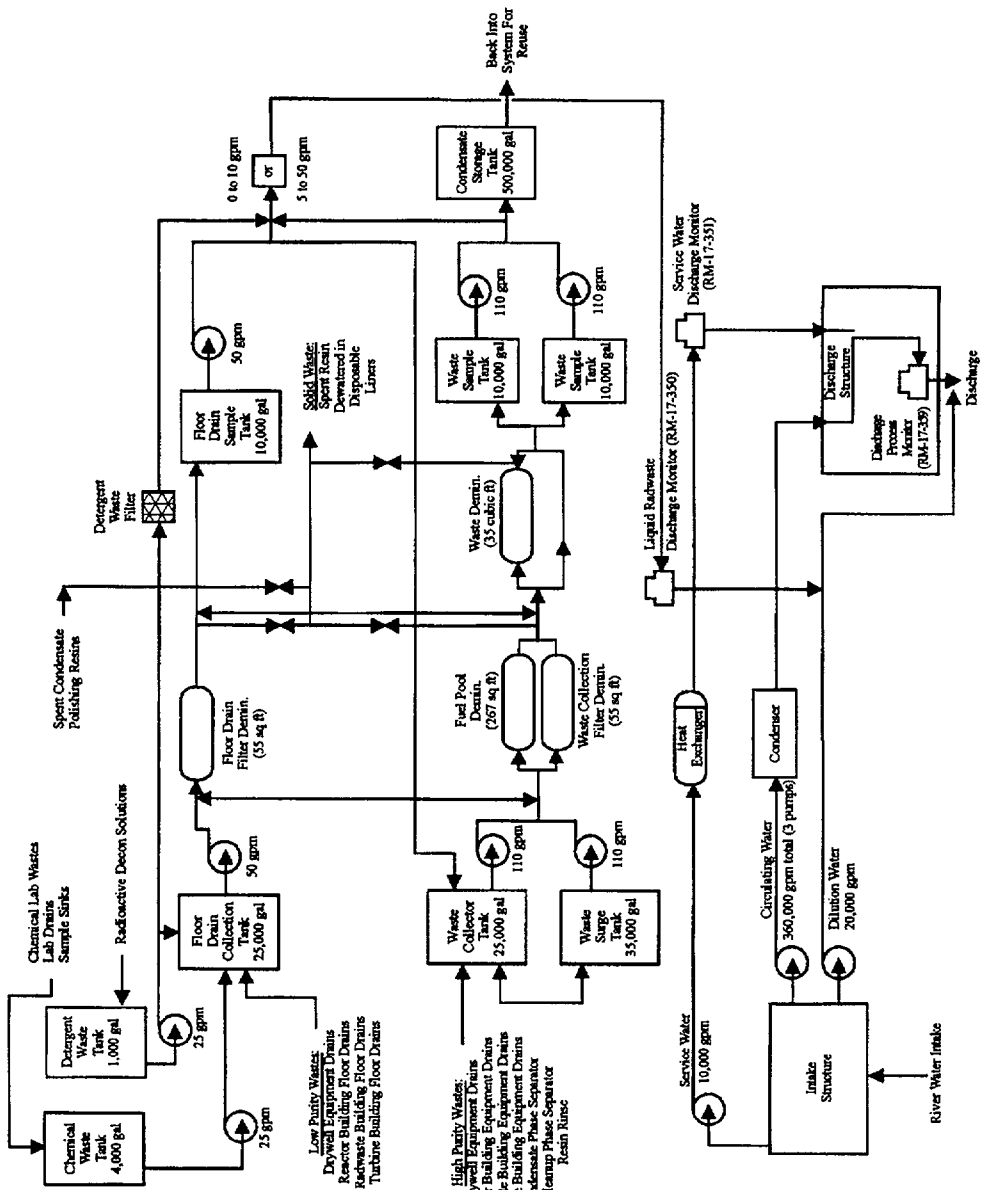 Chemical Lab Wastes
Lab Drains
Sample Sinks
Radioactive Decon Solutions
Chemical
Waste
Tank
4,000 gal
25 gpm
Detergent
Waste
Tank
1,000 gal
25 gpm
Detergent
Waste
Filter
Spent Condensate
Polishing Resins
Low Purity Wastes:
Drywell Equipment Drains
Reactor Building Floor Drains
Radwaste Building Floor Drains
Turbine Building Floor Drains
Floor
Drain
Collection
Tank
25,000 gal
50 gpm
Floor Drain
Filter Demin.
(55 sq ft)
Floor
Drain
Sample
Tank
10,000 gal
50 gpm
0 to 10 gpm
or
5 to 50 gpm
Solid Waste:
Spent Resin
Dewatered in
Disposable
Liners
High Purity Wastes:
Equipment Drains
Building Equipment Drains
Building Equipment Drains
Building Equipment Drains
Phase Separator
Phase Separator
Resin Rinse
Waste
Collector
Tank
25,000 gal
110 gpm
Waste
Surge
Tank
35,000 gal
110 gpm
Fuel Pool
Demin.
(267 sq ft)
Waste Collection
Filter Demin.
(55 sq ft)
Waste Demin.
(35 cubic ft)
Waste
Sample
Tank
10,000 gal
110 gpm
Waste
Sample
Tank
10,000 gal
110 gpm
Condensate
Storage
Tank
500,000 gal
Back Into
System For
Reuse
Liquid Radwaste
Discharge Monitor (RM-17-350)
Service Water
Discharge Monitor
(RM-17-351)
Service Water
10,000 gpm
Heat
Exchanger
Circulating Water
360,000 gpm total (3 pumps)
Condenser
Dilution Water
20,000 gpm
Intake
Structure
River Water Intake
Discharge
Structure
Discharge
Process
Monitor
(RM-17-359)
Discharge